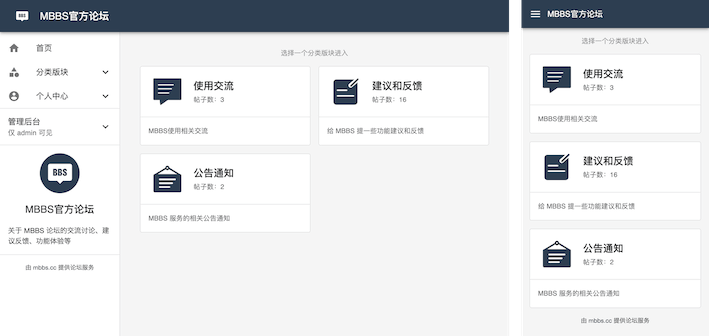 BBS
MBBS官方论坛
首页
分类版块
个人中心
管理后台
仅 admin 可见
BBS
MBBS官方论坛
关于 MBBS 论坛的交流讨论、建
议反馈、功能体验等
由 mbbs.cc 提供论坛服务
选择一个分类版块进入
使用交流
帖子数：3
MBBS使用相关交流
建议和反馈
帖子数：16
给 MBBS 提一些功能建议和反馈
公告通知
帖子数：2
MBBS 服务的相关公告通知
MBBS官方论坛
选择一个分类版块进入
使用交流
帖子数：3
MBBS使用相关交流
建议和反馈
帖子数：16
给 MBBS 提一些功能建议和反馈
公告通知
帖子数：2
MBBS 服务的相关公告通知
由 mbbs.cc 提供论坛服务